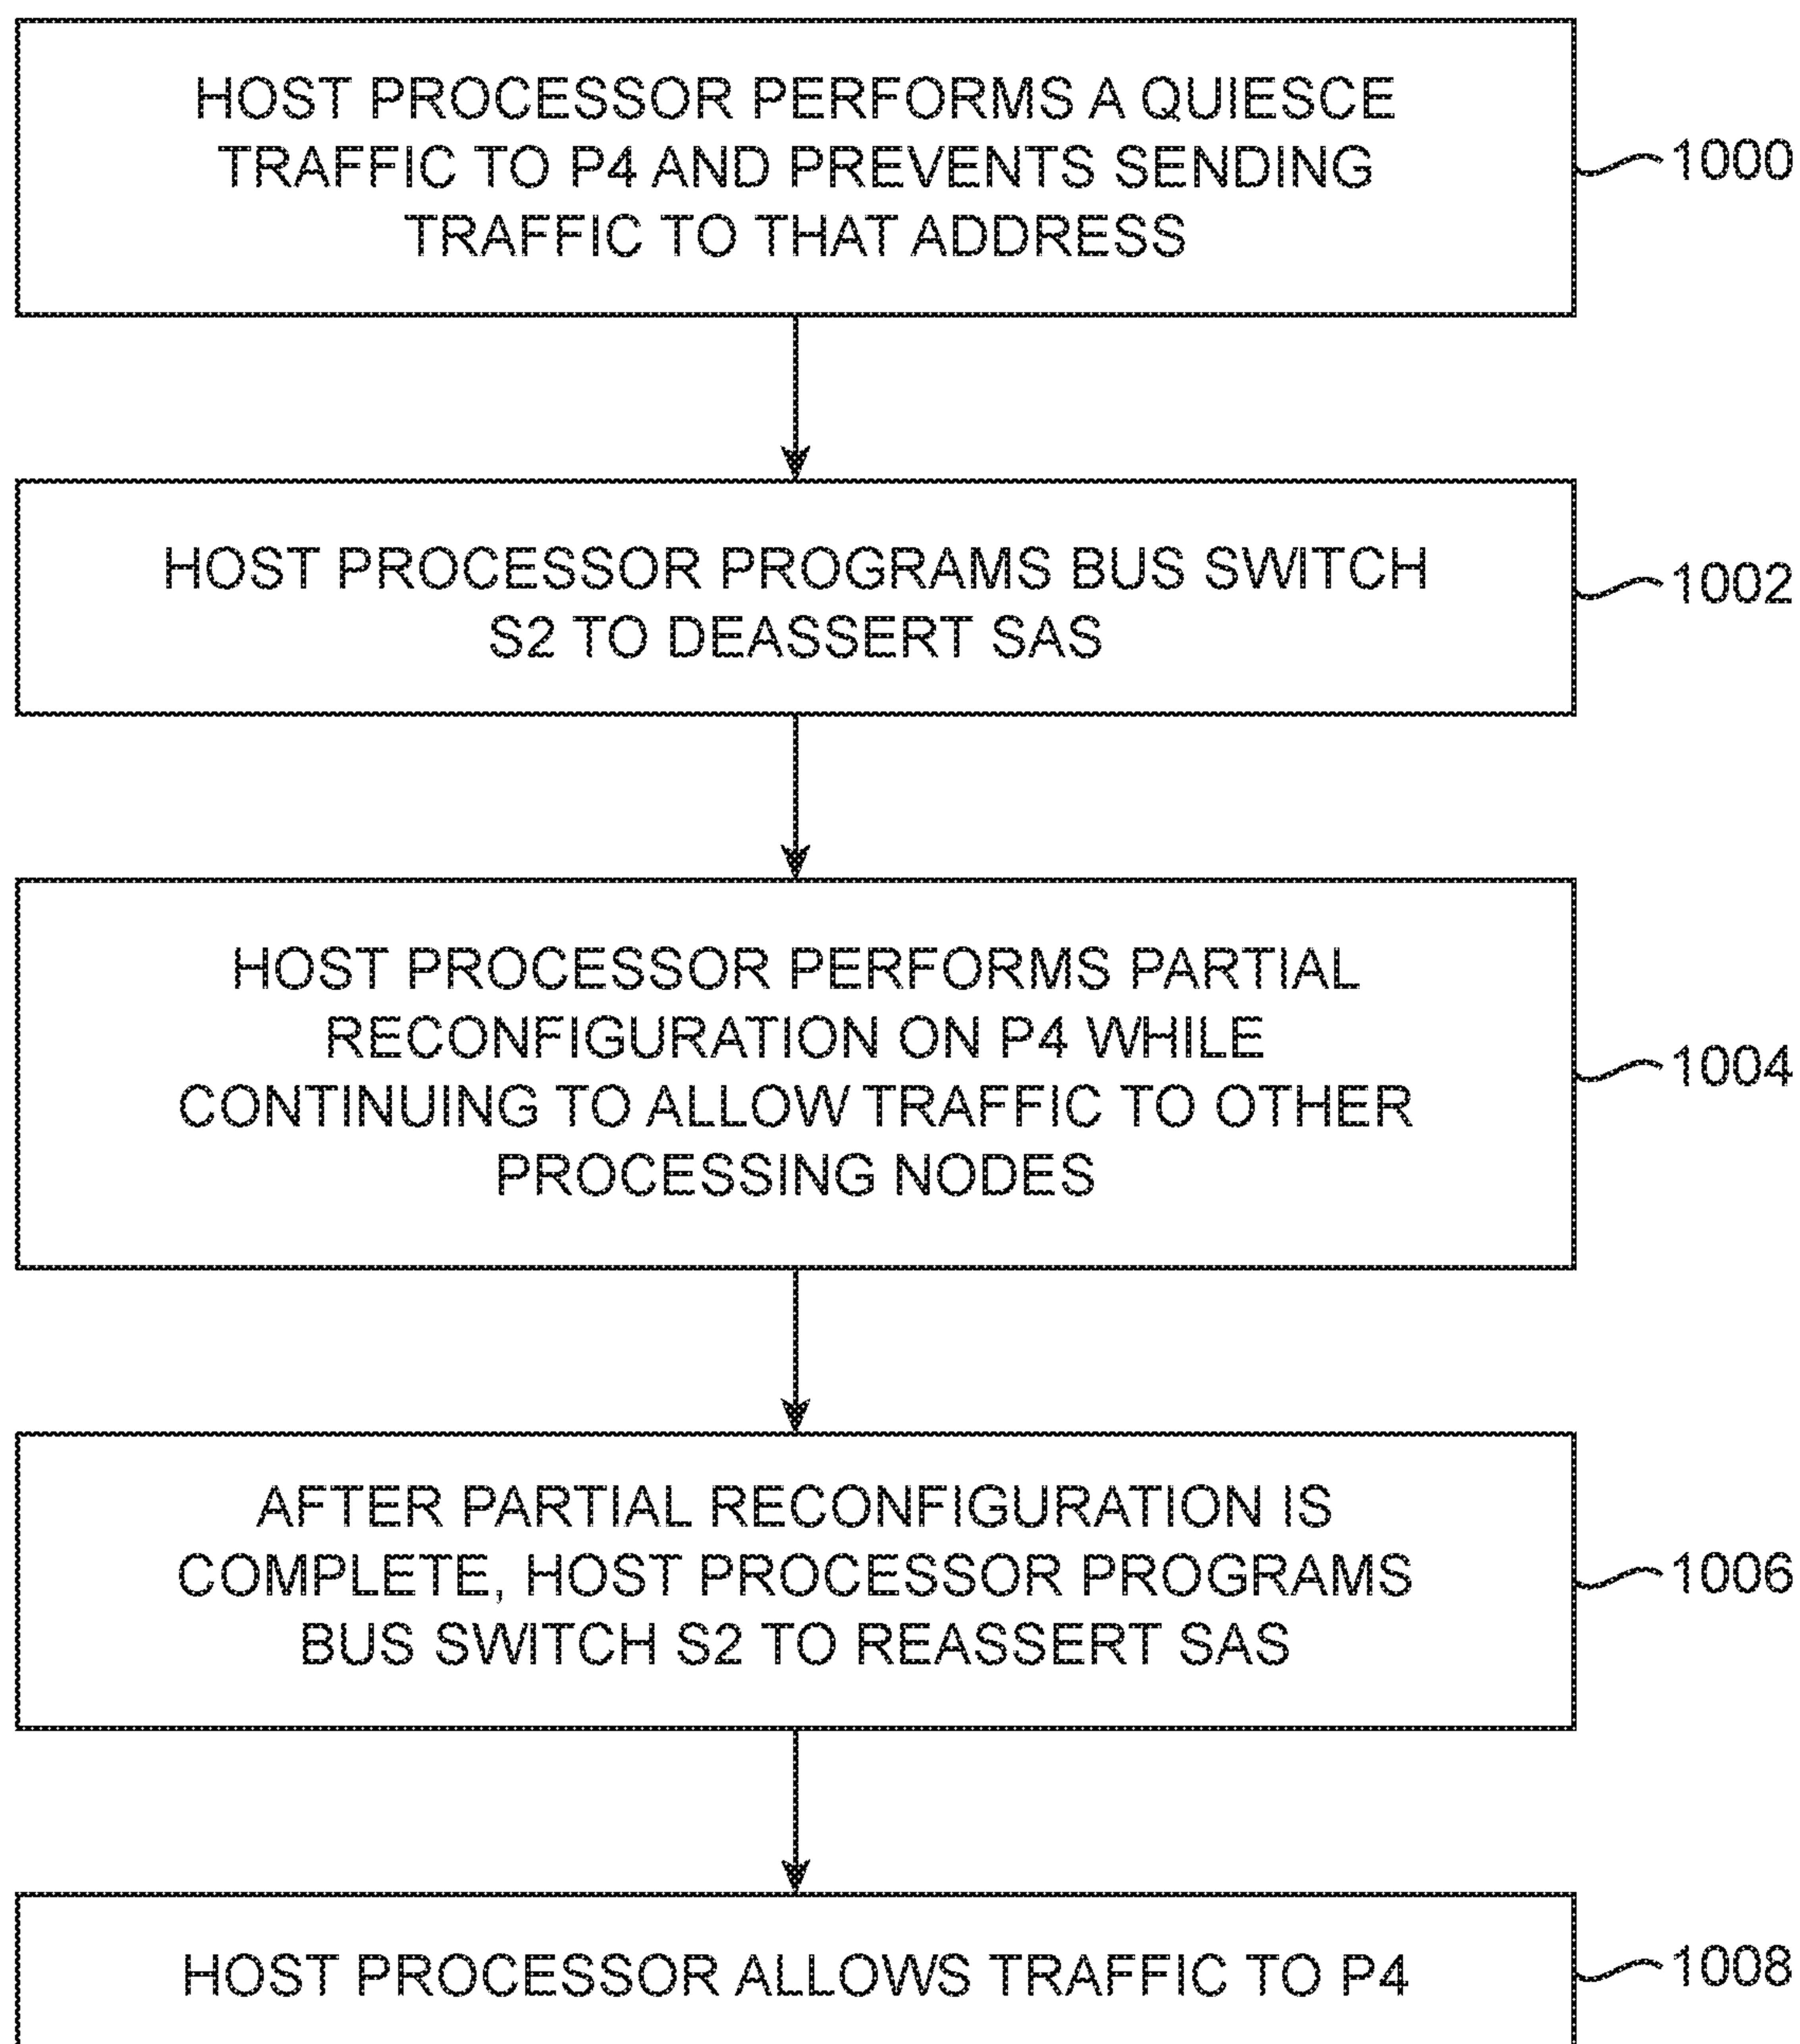 HOST PROCESSOR PERFORMS A QUIESCE
TRAFFIC TO P4 AND PREVENTS SENDING
TRAFFIC TO THAT ADDRESS
1000
HOST PROCESSOR PROGRAMS BUS SWITCH
S2 TO DEASSERT SAS
1002
HOST PROCESSOR PERFORMS PARTIAL
RECONFIGURATION ON P4 WHILE
CONTINUING TO ALLOW TRAFFIC TO OTHER
PROCESSING NODES
1004
AFTER PARTIAL RECONFIGURATION IS
COMPLETE, HOST PROCESSOR PROGRAMS
BUS SWITCH S2 TO REASSERT SAS
1006
HOST PROCESSOR ALLOWS TRAFFIC TO P4
1008